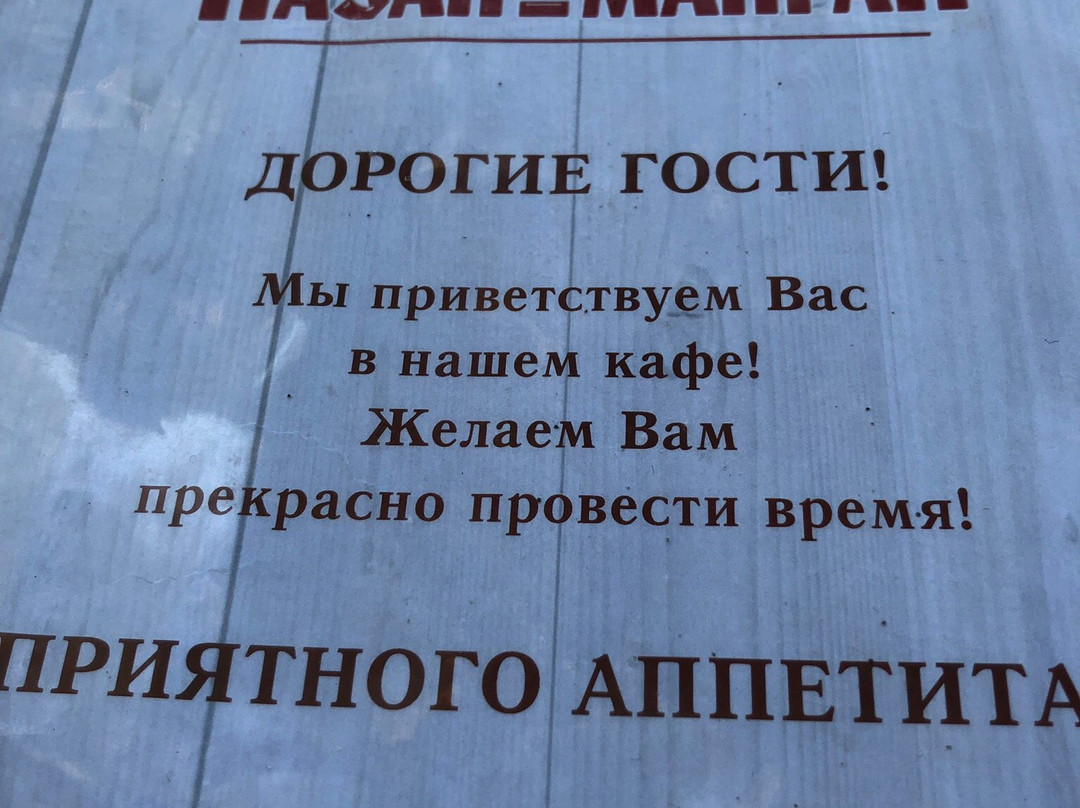 ДОРОГИЕ ГОСТИ!
Мы приветствуем Вас
в нашем кафе!
Желаем Вам
прекрасно провести время!
ПРИЯТНОГО АППЕТИТА